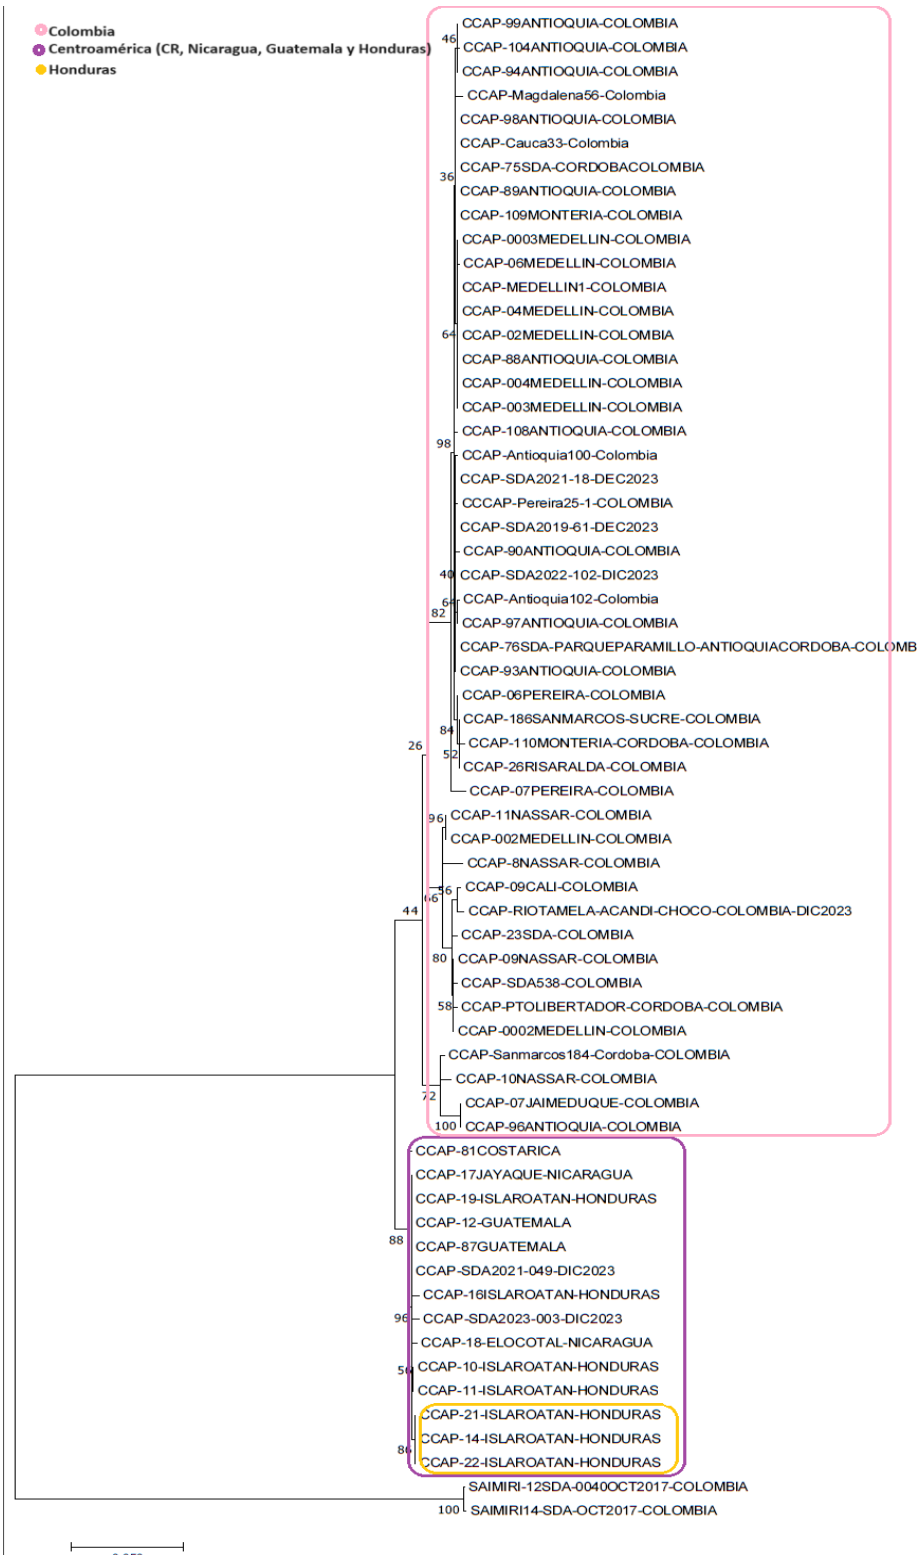 Colombia
Centroamérica (CR, Nicaragua, Guatemala y Honduras)
Honduras
CCAP-99ANTIOQUIA-COLOMBIA
46
CCAP-104ANTIOQUIA-COLOMBIA
CCAP-94ANTIOQUIA-COLOMBIA
CCAP-Magdalena56-Colombia
CCAP-98ANTIOQUIA-COLOMBIA
CCAP-Cauca33-Colombia
CCAP-75SDA-CORDOBACOLOMBIA
36
CCAP-89ANTIOQUIA-COLOMBIA
CCAP-109MONTERIA-COLOMBIA
CCAP-0003MEDELLIN-COLOMBIA
CCAP-06MEDELLIN-COLOMBIA
CCAP-MEDELLIN1-COLOMBIA
CCAP-04MEDELLIN-COLOMBIA
64
CCAP-02MEDELLIN-COLOMBIA
CCAP-88ANTIOQUIA-COLOMBIA
CCAP-004MEDELLIN-COLOMBIA
CCAP-003MEDELLIN-COLOMBIA
CCAP-108ANTIOQUIA-COLOMBIA
98
CCAP-Antioquia100-Colombia
CCAP-SDA2021-18-DEC2023
CCCAP-Pereira25-1-COLOMBIA
CCAP-SDA2019-61-DEC2023
CCAP-90ANTIOQUIA-COLOMBIA
40
CCAP-SDA2022-102-DIC2023
64
CCAP-Antioquia102-Colombia
82
CCAP-97ANTIOQUIA-COLOMBIA
CCAP-76SDA-PARQUEPARAMILLO-ANTIOQUIACORDOBA-COLOMB
CCAP-93ANTIOQUIA-COLOMBIA
CCAP-06PEREIRA-COLOMBIA
CCAP-186SANMARCOS-SUCRE-COLOMBIA
84
CCAP-110MONTERIA-CORDOBA-COLOMBIA
26
52
CCAP-26RISARALDA-COLOMBIA
CCAP-07PEREIRA-COLOMBIA
96
CCAP-11NASSAR-COLOMBIA
CCAP-002MEDELLIN-COLOMBIA
CCAP-8NASSAR-COLOMBIA
56
CCAP-09CALI-COLOMBIA
66
44
CCAP-RIOTAMELA-ACANDI-CHOCO-COLOMBIA-DIC2023
CCAP-23SDA-COLOMBIA
80
CCAP-09NASSAR-COLOMBIA
CCAP-SDA538-COLOMBIA
58
CCAP-PTOLIBERTADOR-CORDOBA-COLOMBIA
CCAP-0002MEDELLIN-COLOMBIA
CCAP-Sanmarcos184-Cordoba-COLOMBIA
CCAP-10NASSAR-COLOMBIA
72
CCAP-07JAIMEDUQUE-COLOMBIA
100
CCAP-96ANTIOQUIA-COLOMBIA
CCAP-81COSTARICA
CCAP-17JAYAQUE-NICARAGUA
CCAP-19-ISLAROATAN-HONDURAS
CCAP-12-GUATEMALA
88
CCAP-87GUATEMALA
CCAP-SDA2021-049-DIC2023
CCAP-16ISLAROATAN-HONDURAS
96
CCAP-SDA2023-003-DIC2023
CCAP-18-ELOCOTAL-NICARAGUA
CCAP-10-ISLAROATAN-HONDURAS
CCAP-11-ISLAROATAN-HONDURAS
CCAP-21-ISLAROATAN-HONDURAS
CCAP-14-ISLAROATAN-HONDURAS
86
CCAP-22-ISLAROATAN-HONDURAS
SAIMIRI-12SDA-0040OCT2017-COLOMBIA
100
SAIMIRI14-SDA-OCT2017-COLOMBIA